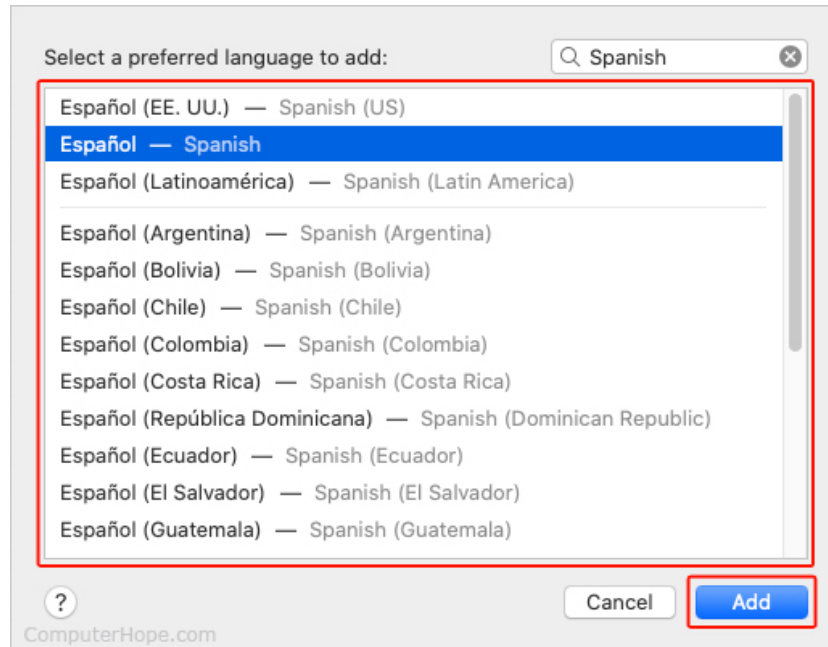 Select a preferred language to add: Spanish
Español (EE. UU.) — Spanish (US)
Español — Spanish
Español (Latinoamérica) — Spanish (Latin America)
Español (Argentina) — Spanish (Argentina)
Español (Bolivia) — Spanish (Bolivia)
Español (Chile) — Spanish (Chile)
Español (Colombia) — Spanish (Colombia)
Español (Costa Rica) — Spanish (Costa Rica)
Español (República Dominicana) — Spanish (Dominican Republic)
Español (Ecuador) — Spanish (Ecuador)
Español (El Salvador) — Spanish (El Salvador)
Español (Guatemala) — Spanish (Guatemala)
? Cancel Add
ComputerHope.com